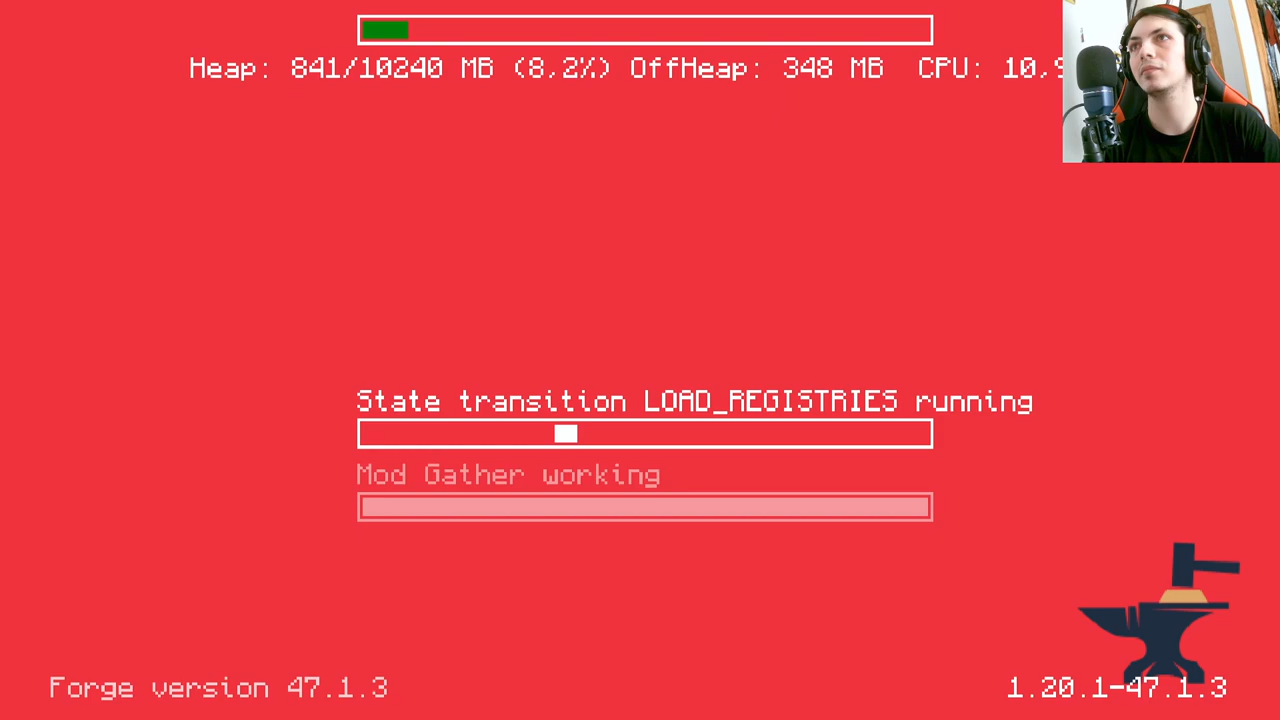 Heap: 841/10240 MB (8,2%) OffHeap: 348 MB CPU: 10,9
State transition LOAD_REGISTRIES running
Mod Gather working
Forge version 47.1.3
1.20.1-47.1.3